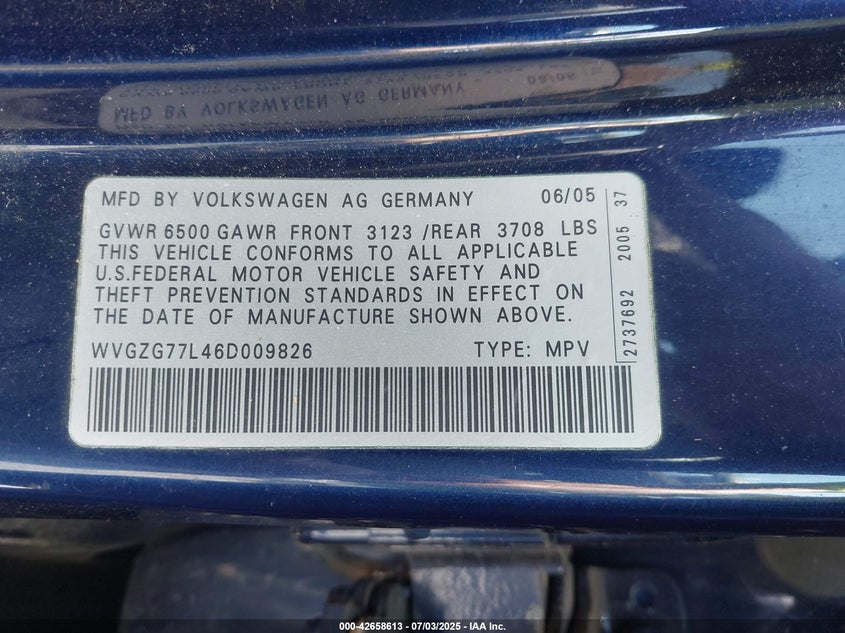 MFD BY VOLKSWAGEN AG GERMANY 06/05
GVWR 6500 GAWR FRONT 3123 /REAR 3708 LBS
THIS VEHICLE CONFORMS TO ALL APPLICABLE
U.S.FEDERAL MOTOR VEHICLE SAFETY AND
THEFT PREVENTION STANDARDS IN EFFECT ON
THE DATE OF MANUFACTURE SHOWN ABOVE.
WVGZG77L46D009826 TYPE: MPV
2737692 2005 37
000-42658613 - 07/03/2025 - IAA Inc.